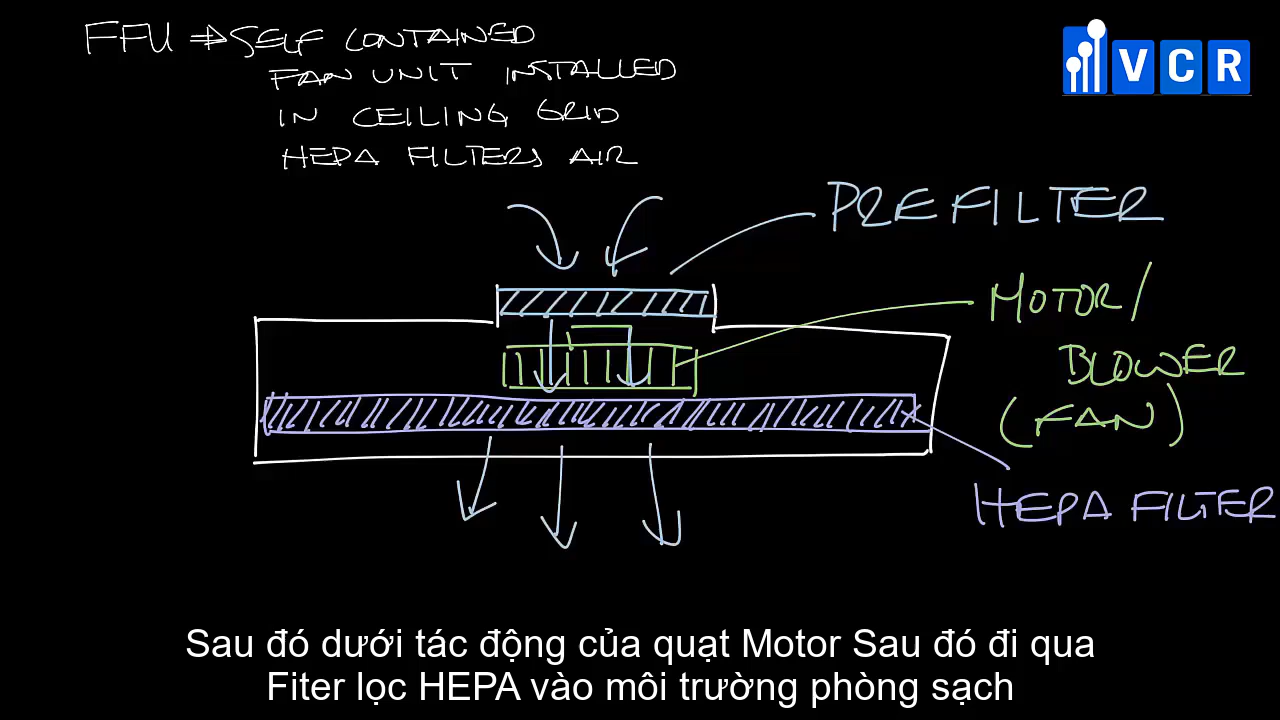 FFU ⇒ SELF CONTAINED
FAN UNIT INSTALLED
IN CEILING GRID
HEPA FILTERS AIR
VCR
PREFILTER
MOTOR/
BLOWER
(FAN)
HEPA FILTER
Sau đó dưới tác động của quạt Motor Sau đó đi qua
Fiter lọc HEPA vào môi trường phòng sạch